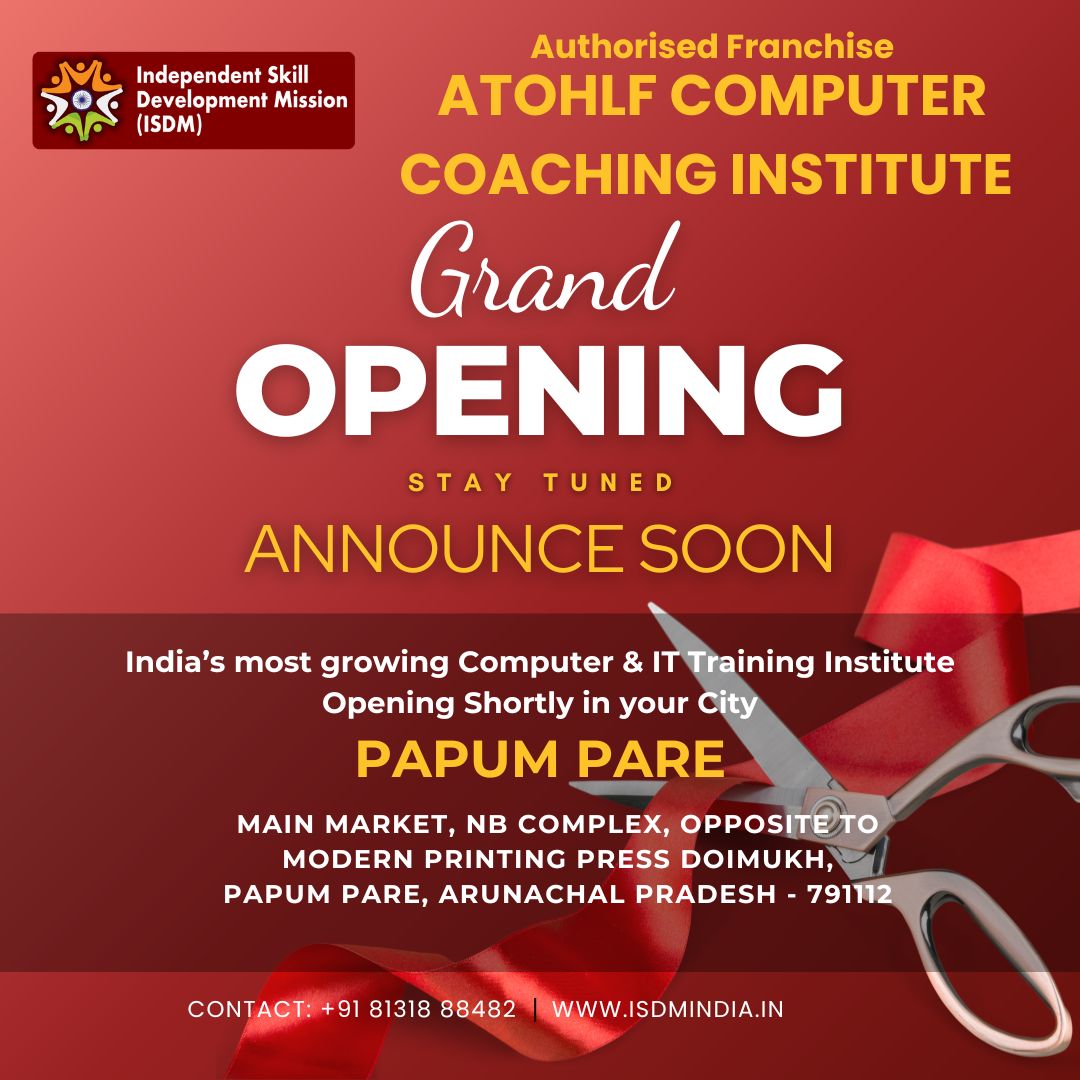 Independent Skill
Development Mission
(ISDM)
Authorised Franchise
ATOHLF COMPUTER
COACHING INSTITUTE
Grand
OPENING
STAY TUNED
ANNOUNCE SOON
India’s most growing Computer & IT Training Institute
Opening Shortly in your City
PAPUM PARE
MAIN MARKET, NB COMPLEX, OPPOSITE TO
MODERN PRINTING PRESS DOIMUKH,
PAPUM PARE, ARUNACHAL PRADESH - 791112
CONTACT: +91 81318 88482 | WWW.ISDMINDIA.IN